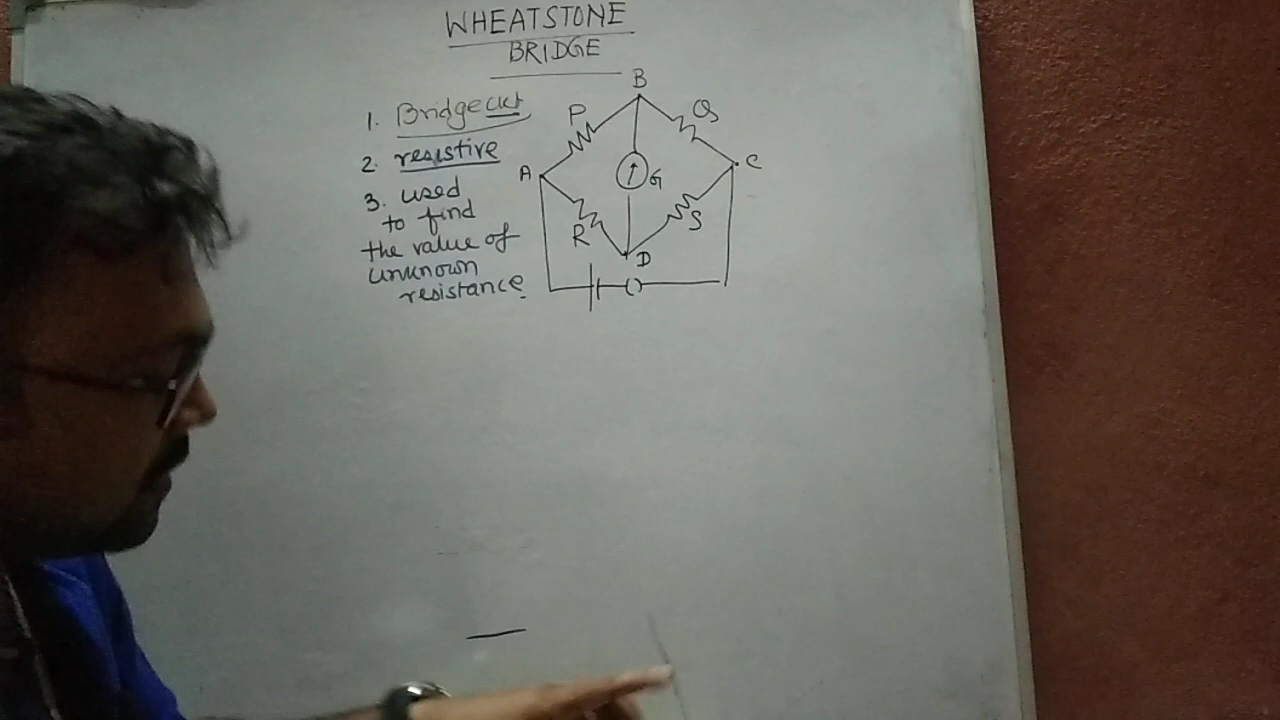 WHEATSTONE
BRIDGE
1. Bridge ckt
2. resistive
3. used
to find
the value of
unknown
resistance.
B
P
Q
A
G
C
R
S
D